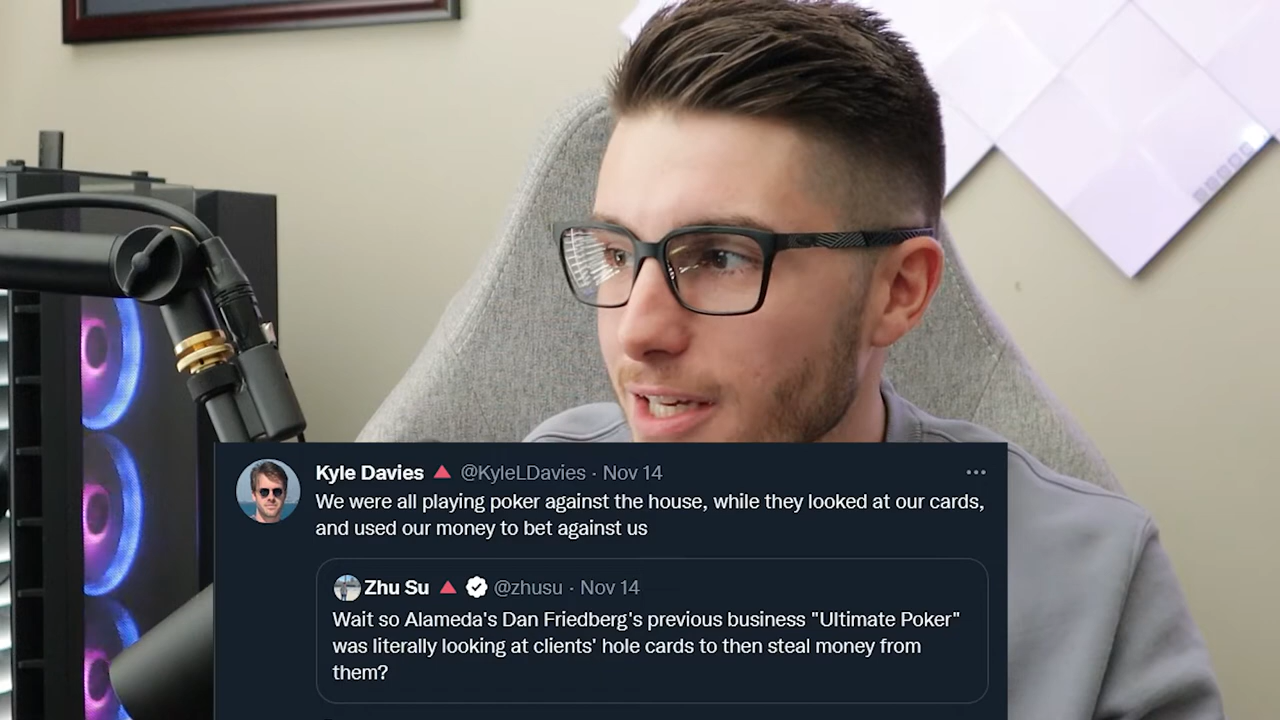 Kyle Davies 🔺 @KyleLDavies · Nov 14
We were all playing poker against the house, while they looked at our cards,
and used our money to bet against us
Zhu Su 🔺 @zhusu · Nov 14
Wait so Alameda's Dan Friedberg's previous business "Ultimate Poker"
was literally looking at clients' hole cards to then steal money from
them?